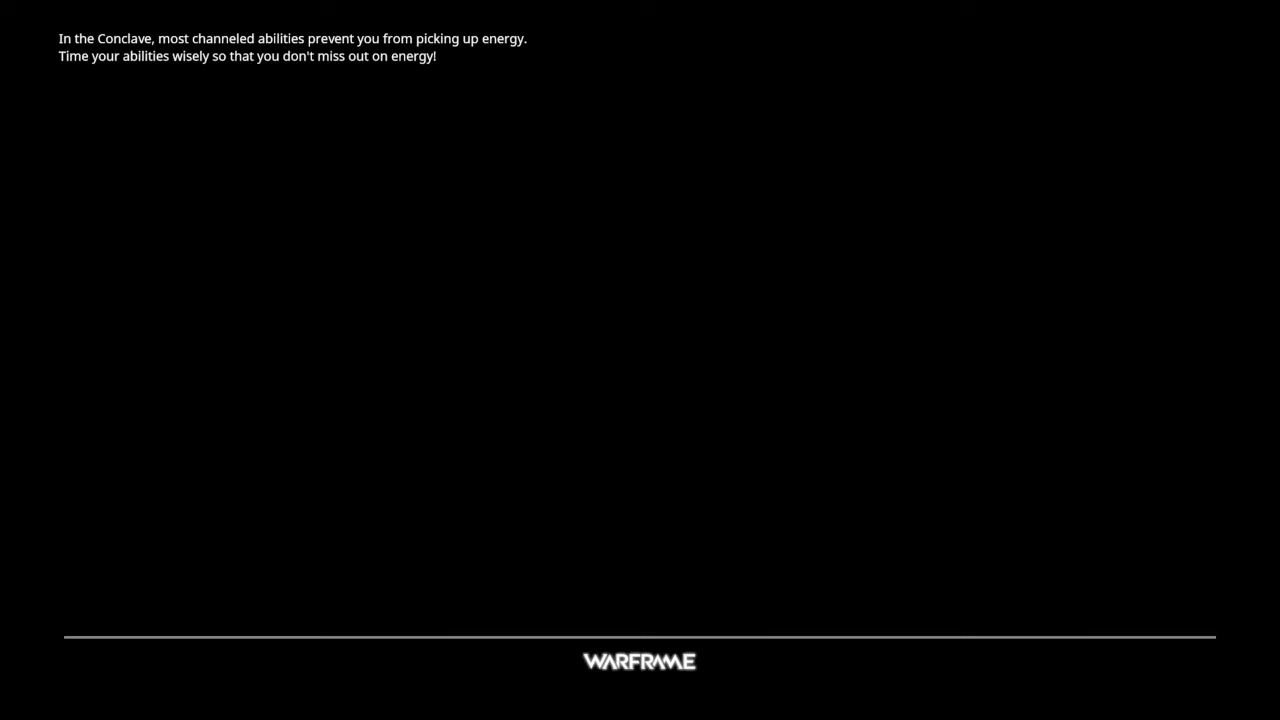 In the Conclave, most channeled abilities prevent you from picking up energy.
Time your abilities wisely so that you don't miss out on energy!
WARFRAME